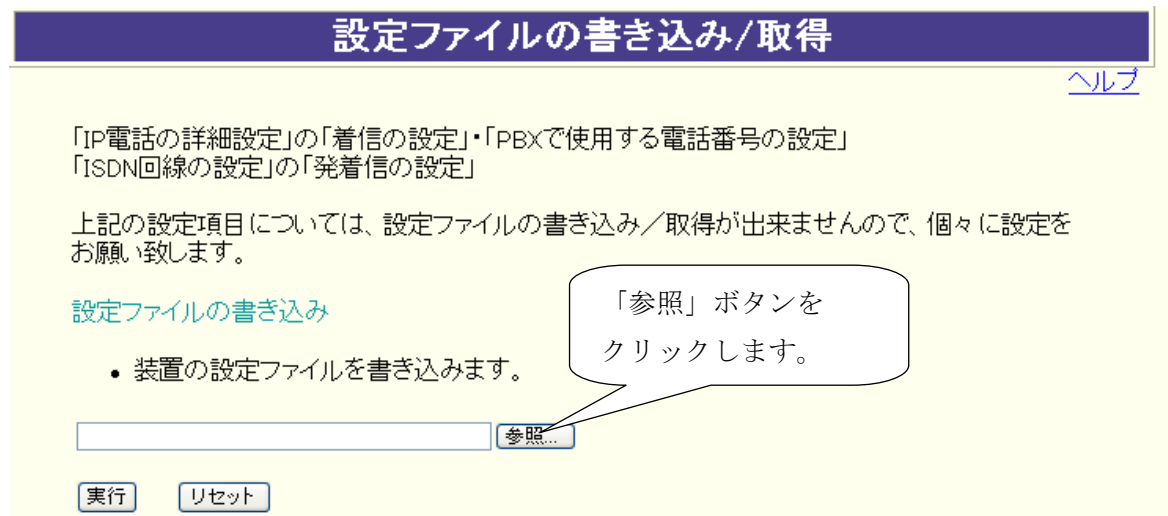 設定ファイルの書き込み/取得
ヘルプ
「IP電話の詳細設定」の「着信の設定」・「PBXで使用する電話番号の設定」
「ISDN回線の設定」の「発着信の設定」
上記の設定項目については、設定ファイルの書き込み／取得が出来ませんので、個々に設定を
お願い致します。
設定ファイルの書き込み
「参照」ボタンを
クリックします。
• 装置の設定ファイルを書き込みます。
参照...
実行 リセット